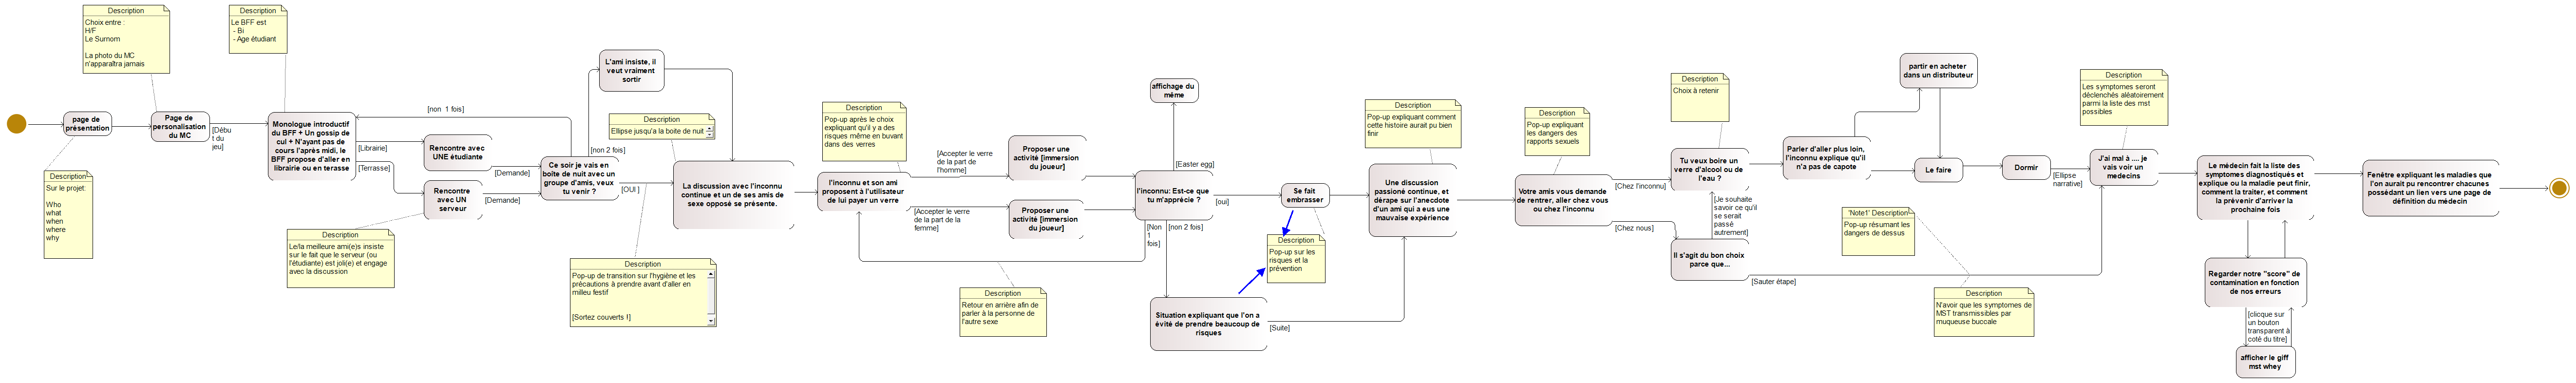 Description
Choix entre :
H/F
Le Surnom
La photo du MC
n'apparaîtra jamais
Description
Le BFF est
- Bi
- Age étudiant
page de
présentation
Page de
personalisation
du MC
[Débu
t du
jeu]
Description
Sur le projet:
Who
what
when
where
why
Monologue introductif
du BFF + Un gossip de
cul + N'ayant pas de
cours l'après midi, le
BFF propose d'aller en
librairie ou en terasse
[non 1 fois]
[Librairie]
[Terrasse]
Rencontre avec
UNE étudiante
Rencontre
avec UN
serveur
[Demande]
[Demande]
Description
Le/la meilleure ami(e)s insiste
sur le fait que le serveur (ou
l'étudiante) est joli(e) et engage
avec la discussion
Ce soir je vais en
boîte de nuit avec un
groupe d'amis, veux
tu venir ?
L'ami insiste, il
veut vraiment
sortir
[non 2 fois]
[OUI ]
Description
Ellipse jusqu'a la boite de nuit
Description
Pop-up de transition sur l'hygiène et les
précautions à prendre avant d'aller en
milleu festif
[Sortez couverts !]
La discussion avec l'inconnu
continue et un de ses amis de
sexe opposé se présente.
Description
Pop-up après le choix
expliquant qu'il y a des
risques même en buvant
dans des verres
l'inconnu et son ami
proposent à l'utilisateur
de lui payer un verre
[Accepter le verre
de la part de
l'homme]
[Accepter le verre
de la part de la
femme]
Proposer une
activité [immersion
du joueur]
Proposer une
activité [immersion
du joueur]
Description
Retour en arrière afin de
parler à la personne de
l'autre sexe
affichage du
même
[Easter egg]
l'inconnu: Est-ce que
tu m'apprécie ?
[oui]
[Non
1
fois]
[non 2 fois]
Situation expliquant que l'on a
évité de prendre beaucoup de
risques
[Suite]
Se fait
embrasser
Description
Pop-up sur les
risques et la
prévention
Description
Pop-up expliquant comment
cette histoire aurait pu bien
finir
Une discussion
passioné continue, et
dérape sur l'anecdote
d'un ami qui a eus une
mauvaise expérience
Description
Pop-up expliquant
les dangers des
rapports sexuels
Votre amis vous demande
de rentrer, aller chez vous
ou chez l'inconnu
[Chez l'inconnu]
[Chez nous]
Description
Choix à retenir
Tu veux boire un
verre d'alcool ou de
l'eau ?
[Je souhaite
savoir ce qu'il
se serait
passé
autrement]
Il s'agit du bon choix
parce que...
[Sauter étape]
Parler d'aller plus loin,
l'inconnu explique qu'il
n'a pas de capote
partir en acheter
dans un distributeur
Le faire
Dormir
[Ellipse
narrative]
"Note1" Description
Pop-up résumant les
dangers de dessus
Description
N'avoir que les symptomes de
MST transmissibles par
muqueuse buccale
Description
Les symptomes seront
déclenchés aléatoirement
parmi la liste des mst
possibles
J'ai mal à .... je
vais voir un
medecins
Le médecin fait la liste des
symptomes diagnostiqués et
explique ou la maladie peut finir,
comment la traiter, et comment
la prévenir d'arriver la
prochaine fois
Regarder notre "score" de
contamination en fonction
de nos erreurs
[clicque sur
un bouton
transparent à
coté du titre]
afficher le giff
mst whey
Fenêtre expliquant les maladies que
l'on aurait pu rencontrer chacunes
possédant un lien vers une page de
définition du médecin